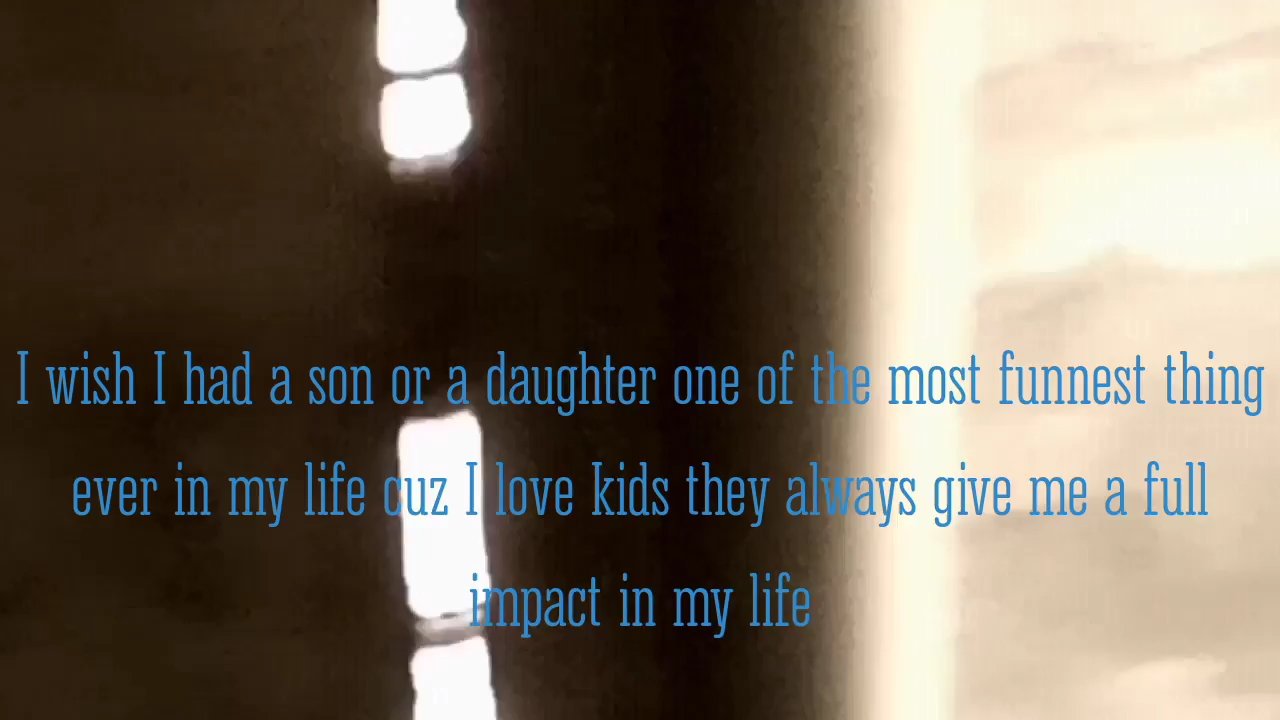 I wish I had a son or a daughter one of the most funnest thing
ever in my life cuz I love kids they always give me a full
impact in my life